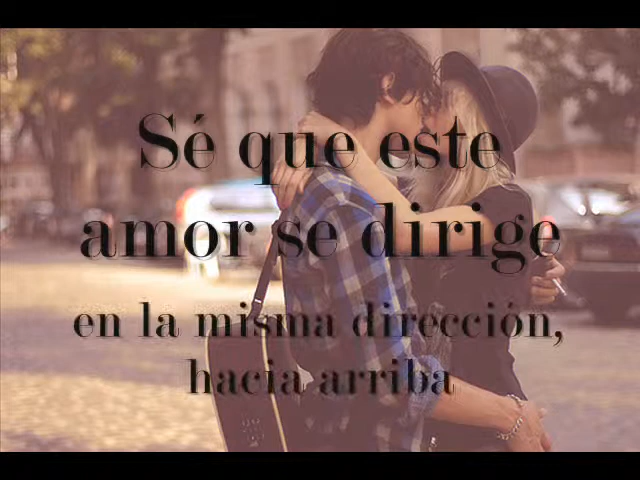 Sé que este
amor se dirige
en la misma dirección,
hacia arriba